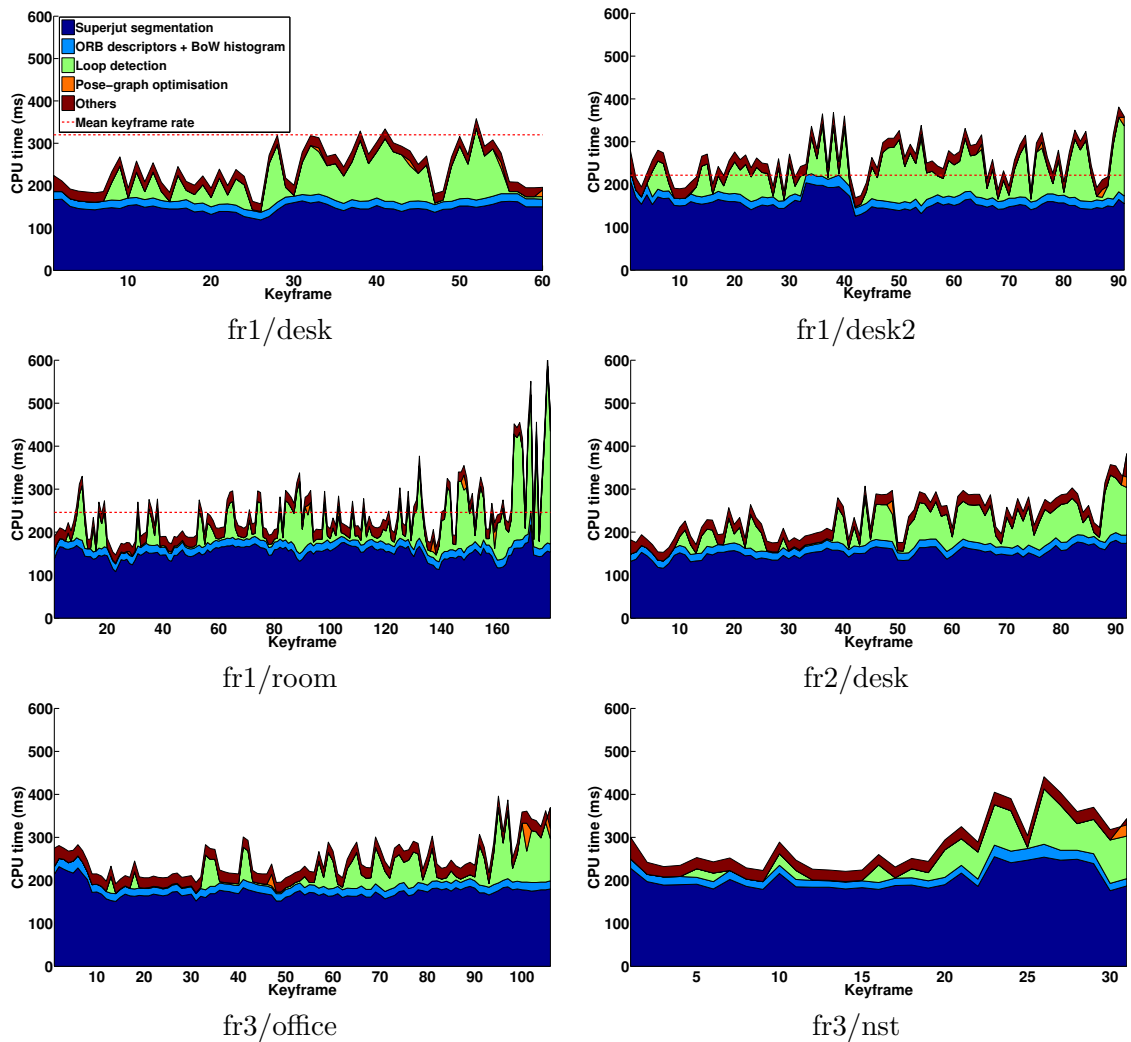 600
500
400
300
200
100
0
CPU time (ms)
Superjut segmentation
ORB descriptors + BoW histogram
Loop detection
Pose-graph optimisation
Others
Mean keyframe rate
10 20 30 40 50 60
Keyframe
fr1/desk
600
500
400
300
200
100
0
CPU time (ms)
10 20 30 40 50 60 70 80 90
Keyframe
fr1/desk2
600
500
400
300
200
100
0
CPU time (ms)
20 40 60 80 100 120 140 160
Keyframe
fr1/room
600
500
400
300
200
100
0
CPU time (ms)
10 20 30 40 50 60 70 80 90
Keyframe
fr2/desk
600
500
400
300
200
100
0
CPU time (ms)
10 20 30 40 50 60 70 80 90 100
Keyframe
fr3/office
600
500
400
300
200
100
0
CPU time (ms)
5 10 15 20 25 30
Keyframe
fr3/nst